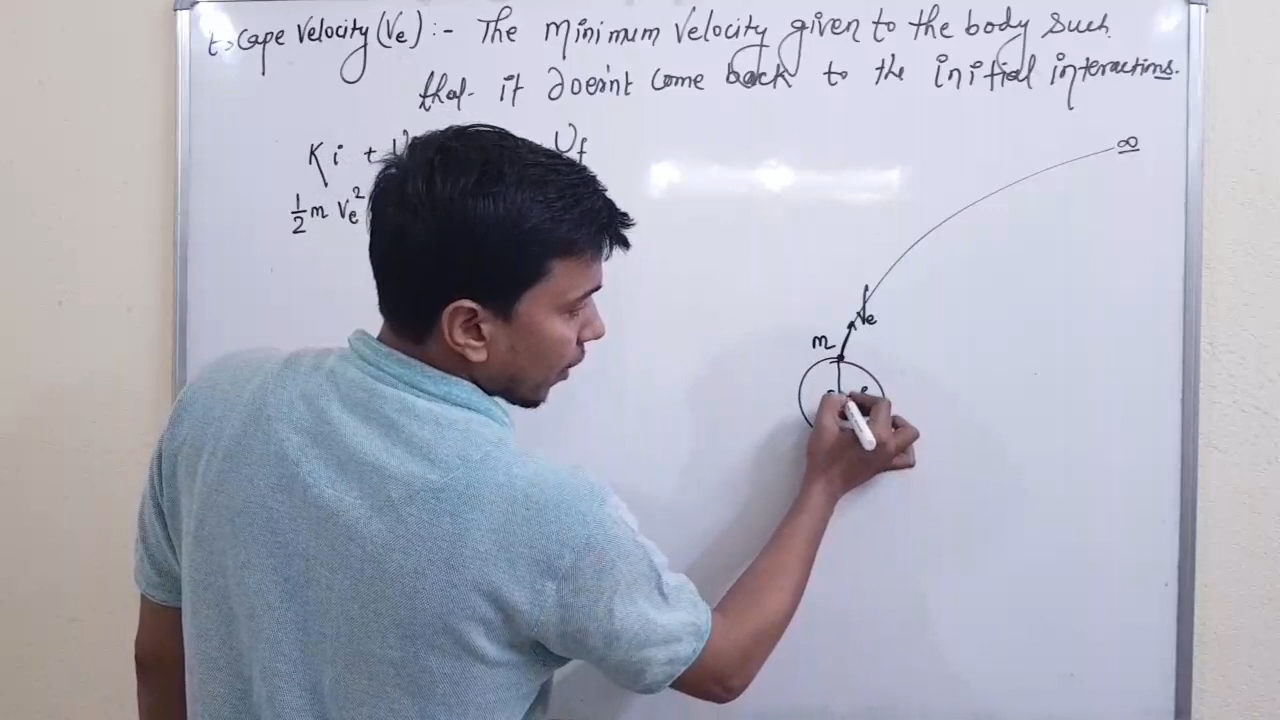 Escape Velocity (Ve) :- The Minimum Velocity given to the body such
that it doesn't come back to the initial interactions.
Ki + U Uf
½ m Ve²
∞
Ve
m